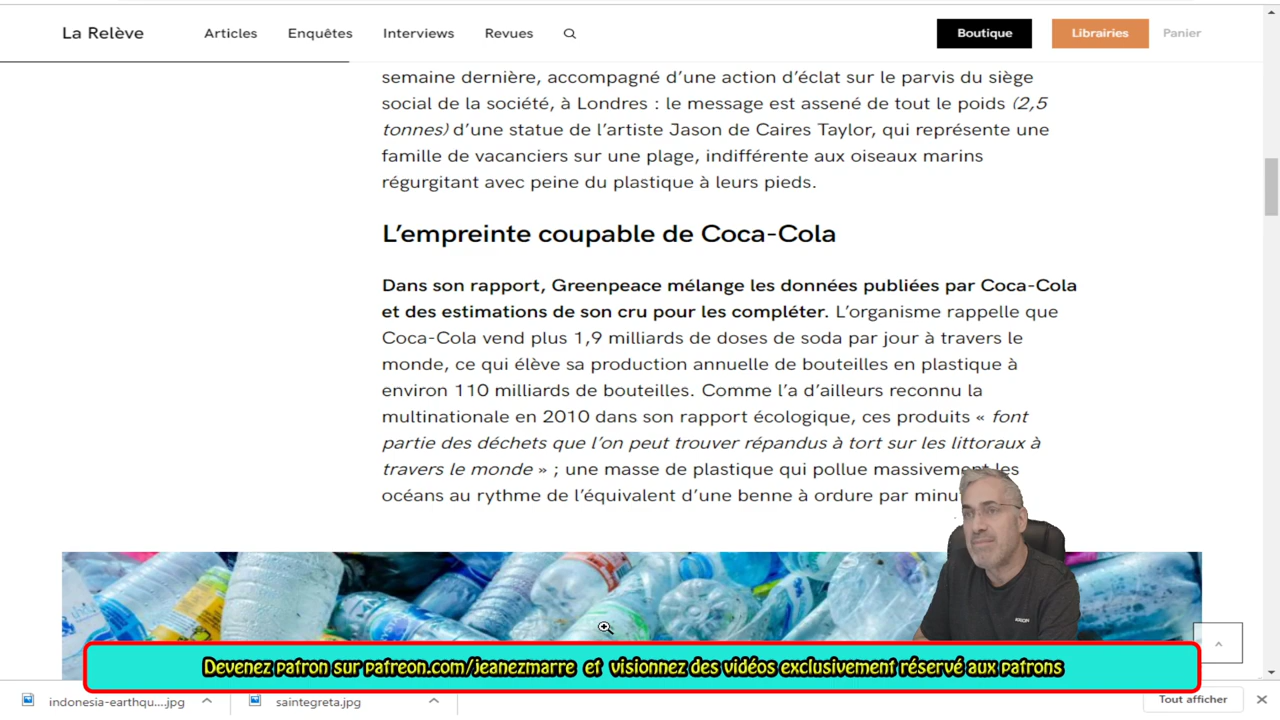 La Relève
Articles
Enquêtes
Interviews
Revues
Boutique
Librairies
Panier
semaine dernière, accompagné d’une action d’éclat sur le parvis du siège
social de la société, à Londres : le message est assené de tout le poids (2,5
tonnes) d’une statue de l’artiste Jason de Caires Taylor, qui représente une
famille de vacanciers sur une plage, indifférente aux oiseaux marins
régurgitant avec peine du plastique à leurs pieds.
L’empreinte coupable de Coca-Cola
Dans son rapport, Greenpeace mélange les données publiées par Coca-Cola
et des estimations de son cru pour les compléter. L’organisme rappelle que
Coca-Cola vend plus 1,9 milliards de doses de soda par jour à travers le
monde, ce qui élève sa production annuelle de bouteilles en plastique à
environ 110 milliards de bouteilles. Comme l’a d’ailleurs reconnu la
multinationale en 2010 dans son rapport écologique, ces produits « font
partie des déchets que l’on peut trouver répandus à tort sur les littoraux à
travers le monde » ; une masse de plastique qui pollue massivement les
océans au rythme de l’équivalent d’une benne à ordure par minu
Devenez patron sur patreon.com/jeanezmarre et visionnez des vidéos exclusivement réservé aux patrons
indonesia-earthqu....jpg
saintegreta.jpg
Tout afficher